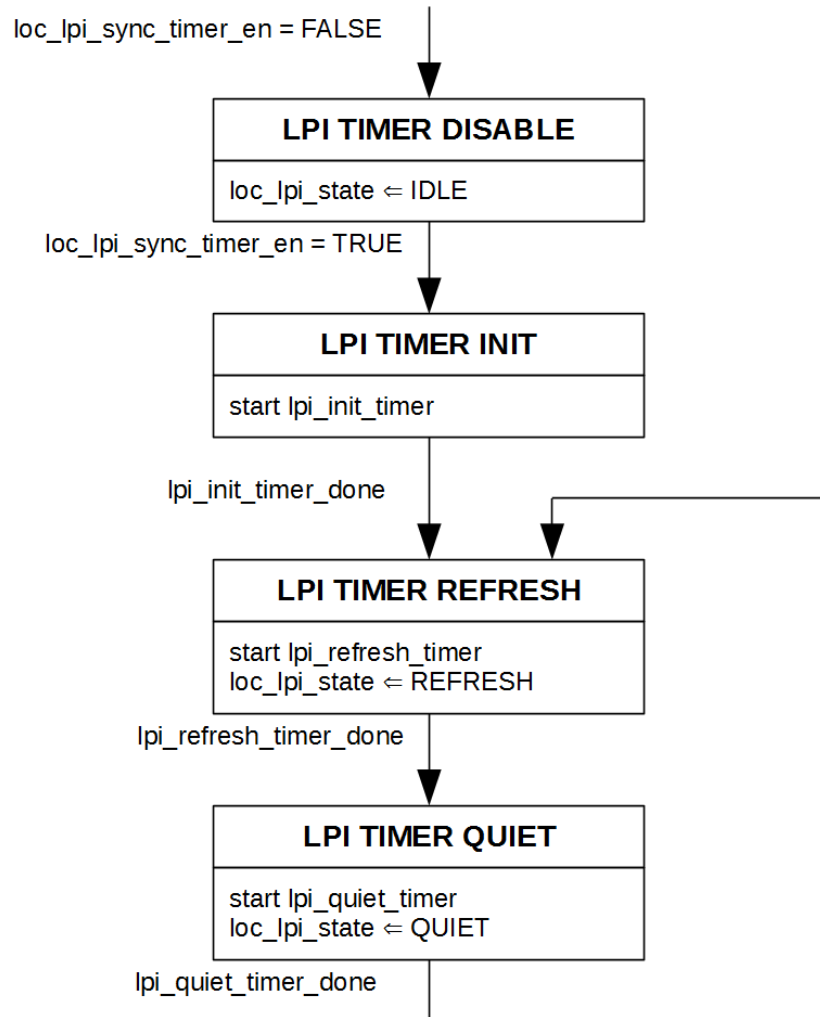 loc_lpi_sync_timer_en = FALSE
LPI TIMER DISABLE
loc_lpi_state ⇐ IDLE
loc_lpi_sync_timer_en = TRUE
LPI TIMER INIT
start lpi_init_timer
lpi_init_timer_done
LPI TIMER REFRESH
start lpi_refresh_timer
loc_lpi_state ⇐ REFRESH
lpi_refresh_timer_done
LPI TIMER QUIET
start lpi_quiet_timer
loc_lpi_state ⇐ QUIET
lpi_quiet_timer_done